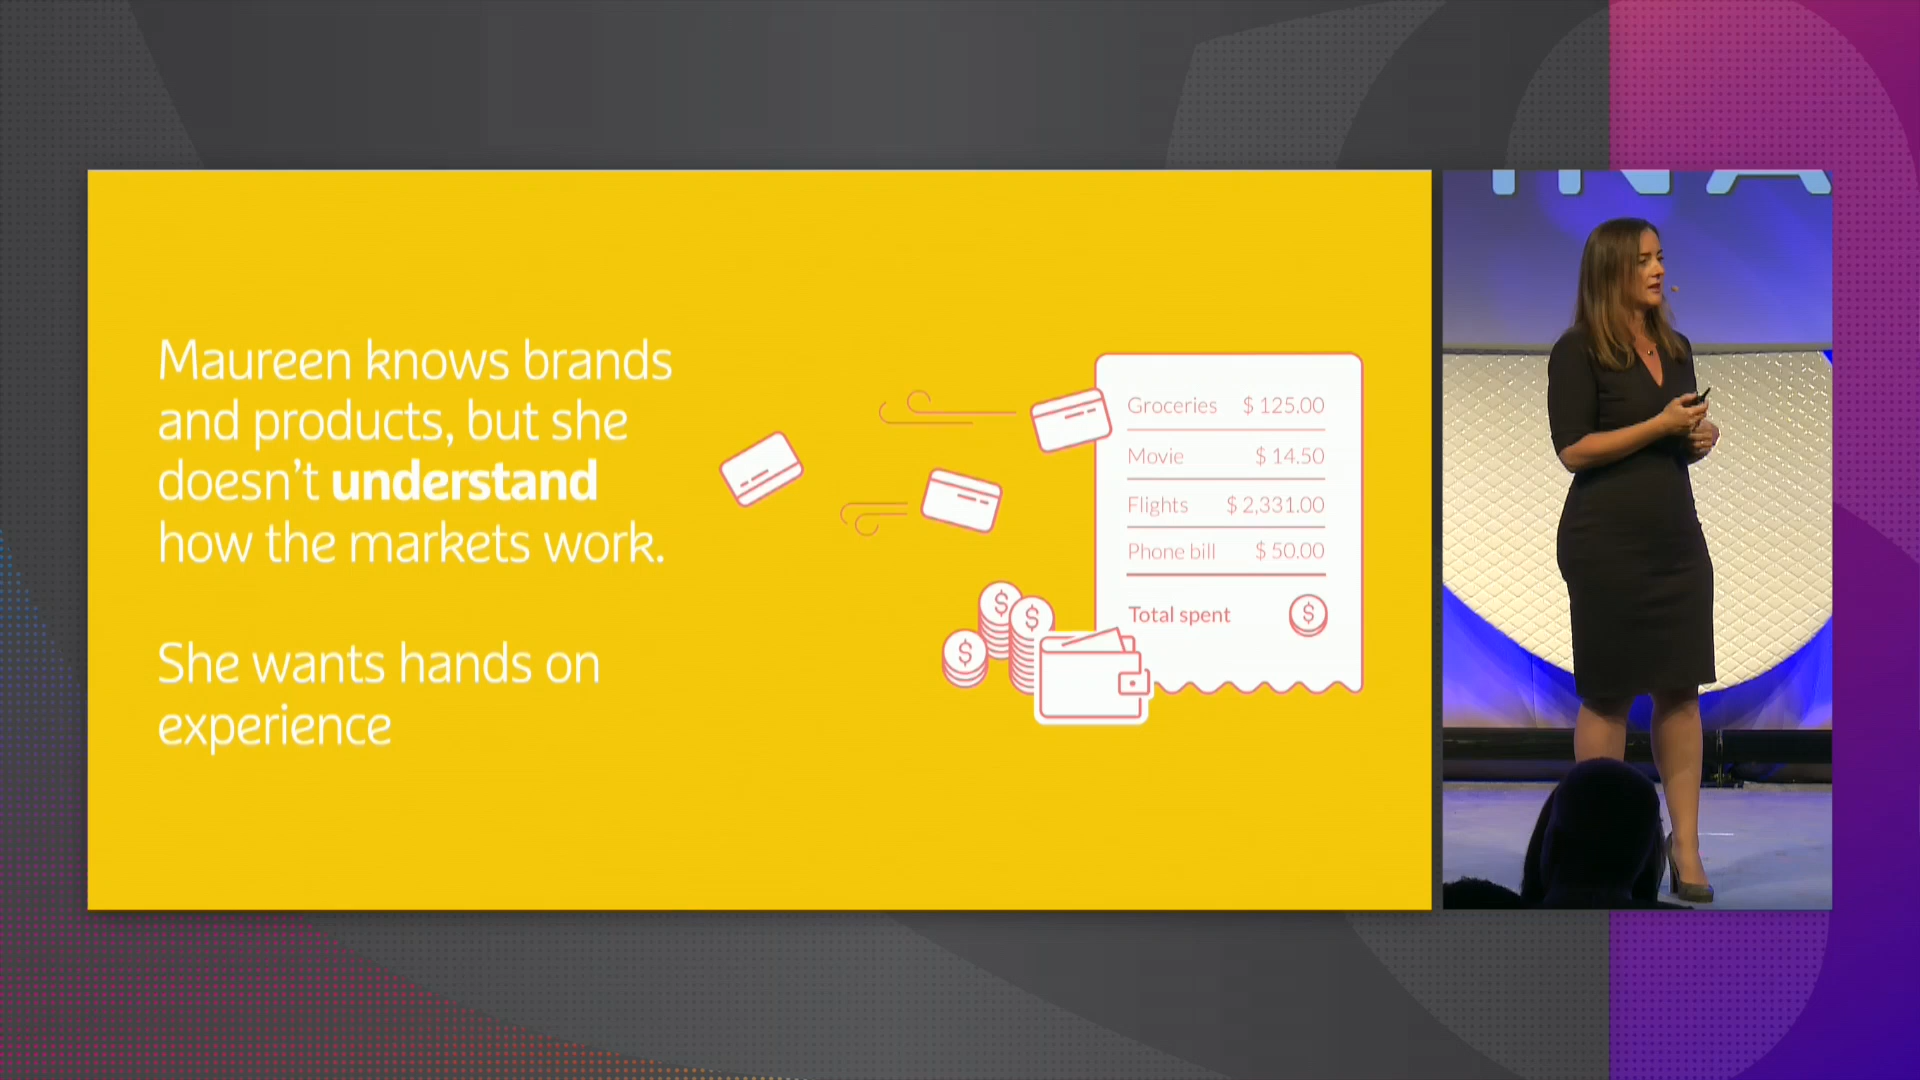 Maureen knows brands
and products, but she
doesn't understand
how the markets work.
She wants hands on
experience
Groceries $ 125.00
Movie $ 14.50
Flights $ 2,331.00
Phone bill $ 50.00
Total spent $
$ $ $